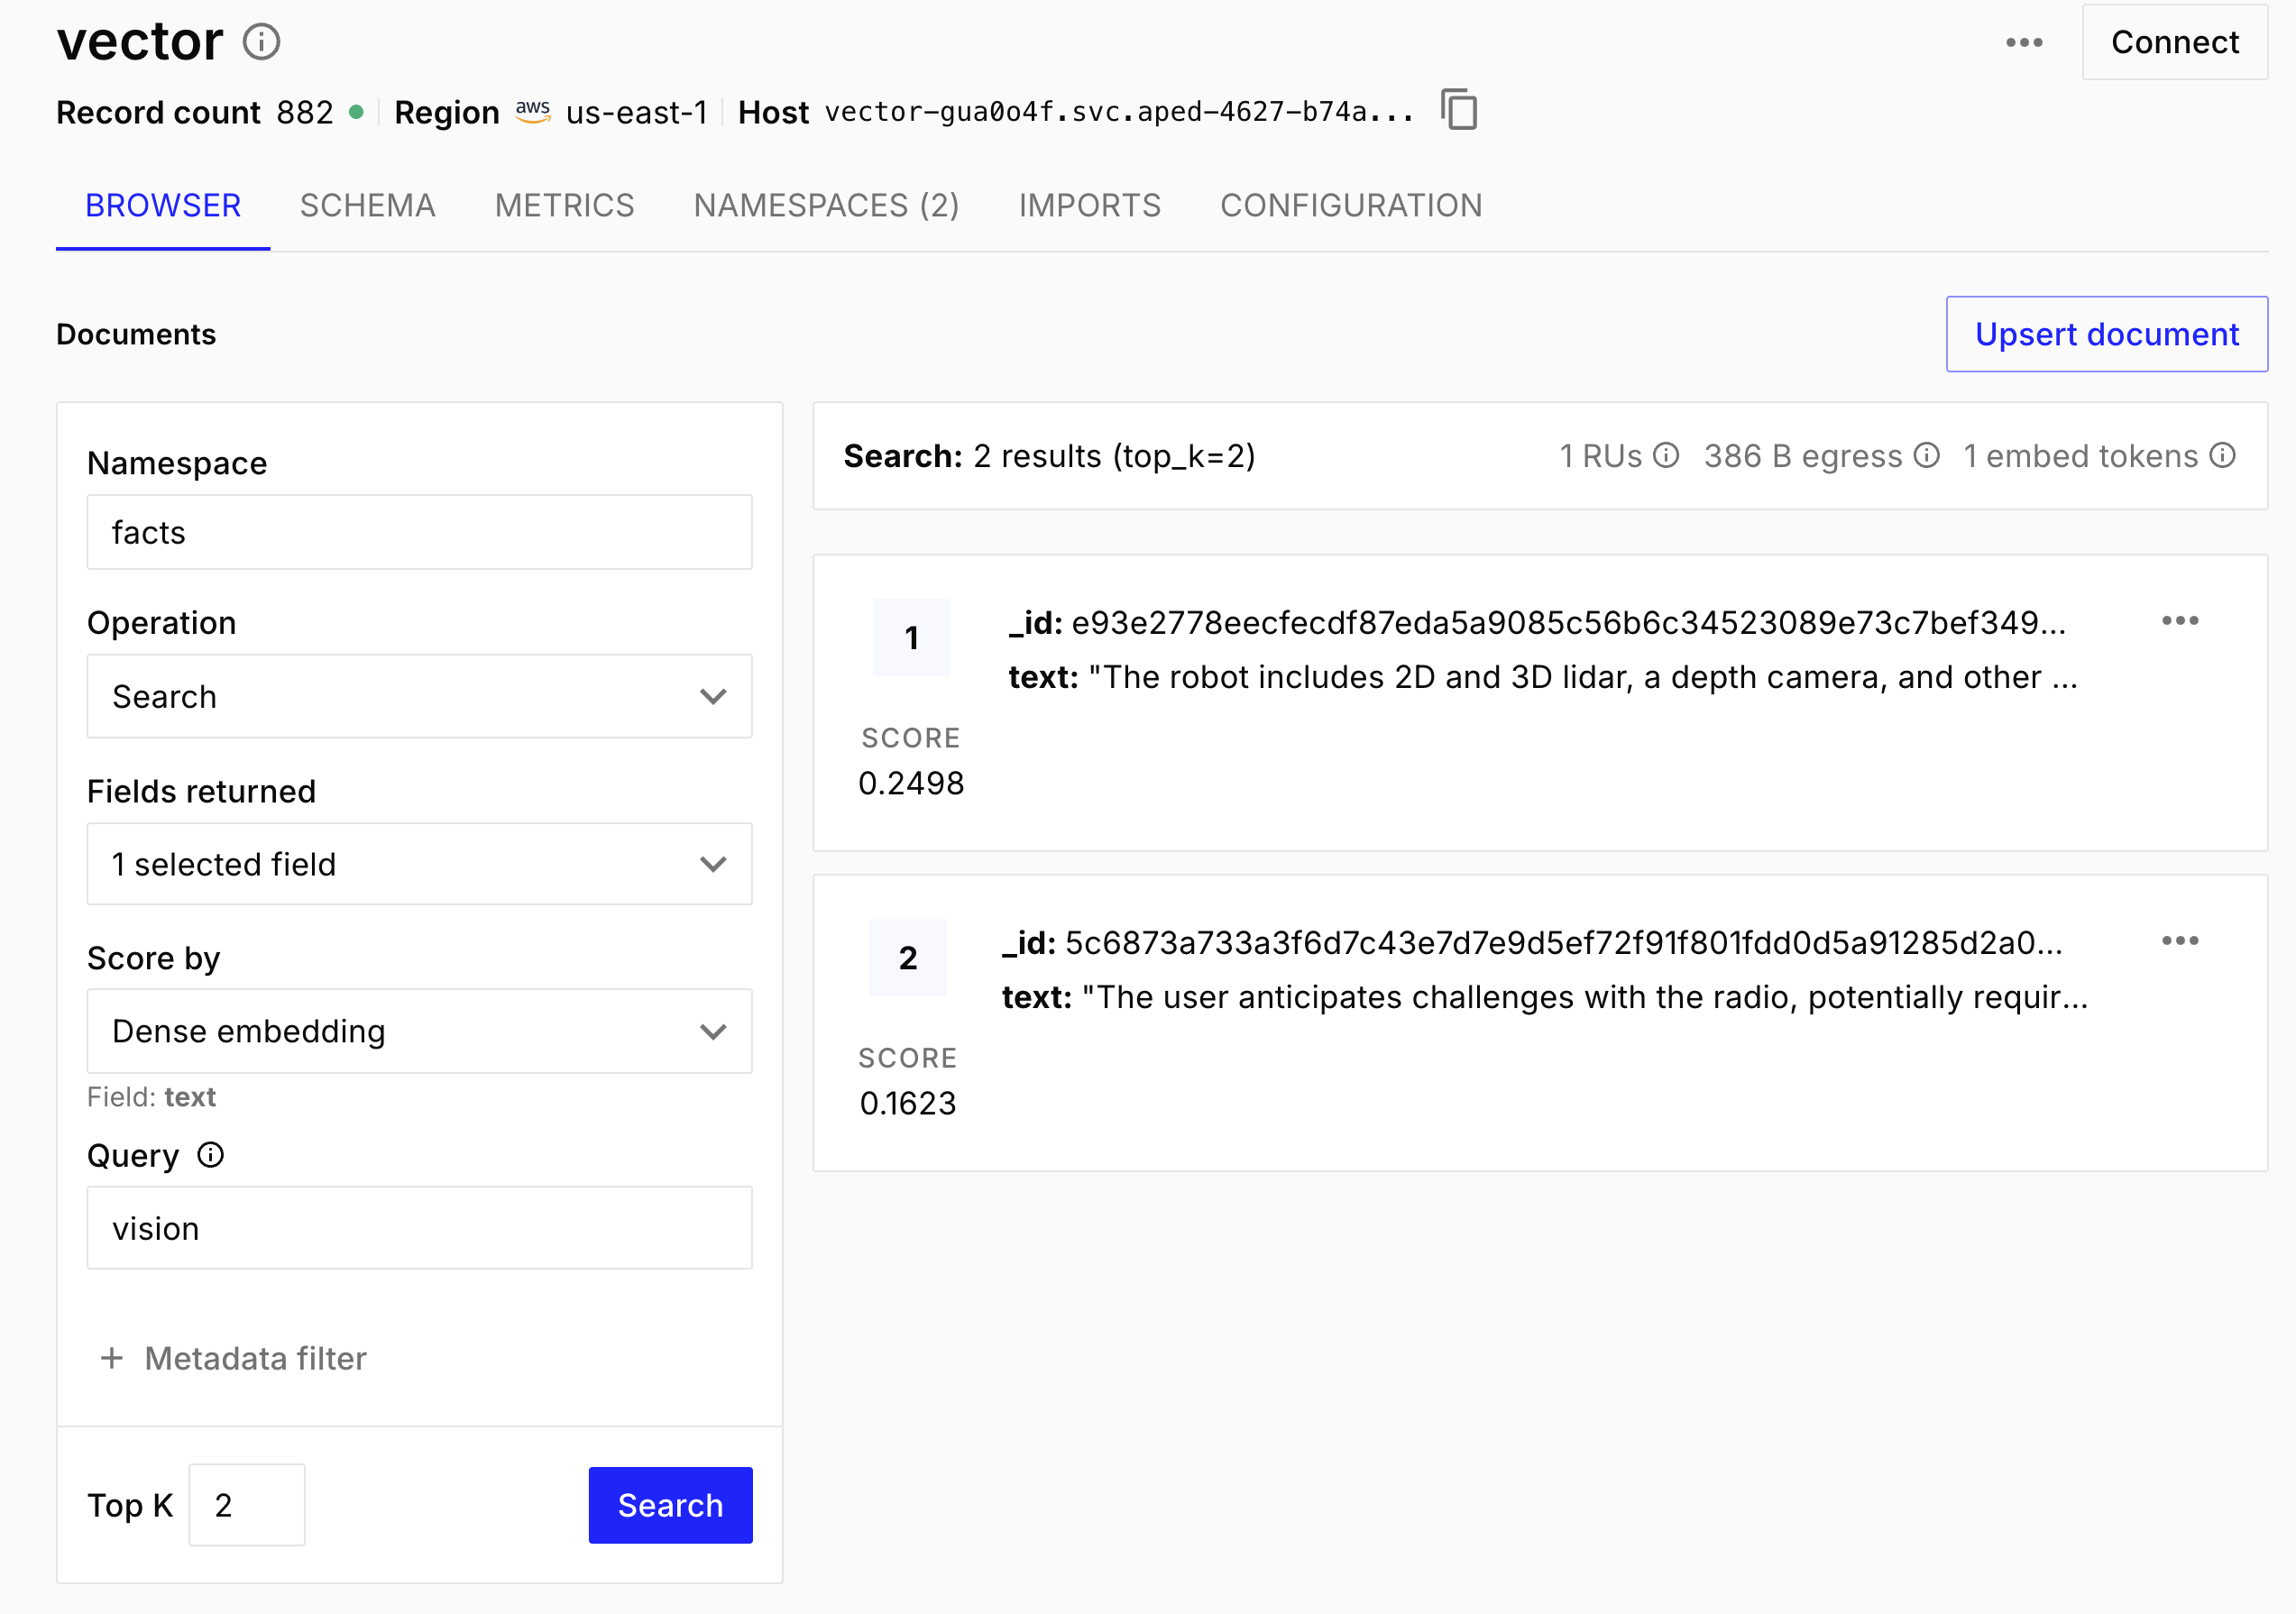 vector
Connect
Record count 882 Region aws us-east-1 Host vector-gua0o4f.svc.aped-4627-b74a...
BROWSER SCHEMA METRICS NAMESPACES (2) IMPORTS CONFIGURATION
Documents
Upsert document
Namespace
facts
Operation
Search
Fields returned
1 selected field
Score by
Dense embedding
Field: text
Query
vision
+ Metadata filter
Top K 2 Search
Search: 2 results (top_k=2) 1 RUs 386 B egress 1 embed tokens
1
_id: e93e2778eecfecdf87eda5a9085c56b6c34523089e73c7bef349...
text: "The robot includes 2D and 3D lidar, a depth camera, and other ...
SCORE
0.2498
2
_id: 5c6873a733a3f6d7c43e7d7e9d5ef72f91f801fdd0d5a91285d2a0...
text: "The user anticipates challenges with the radio, potentially requir...
SCORE
0.1623